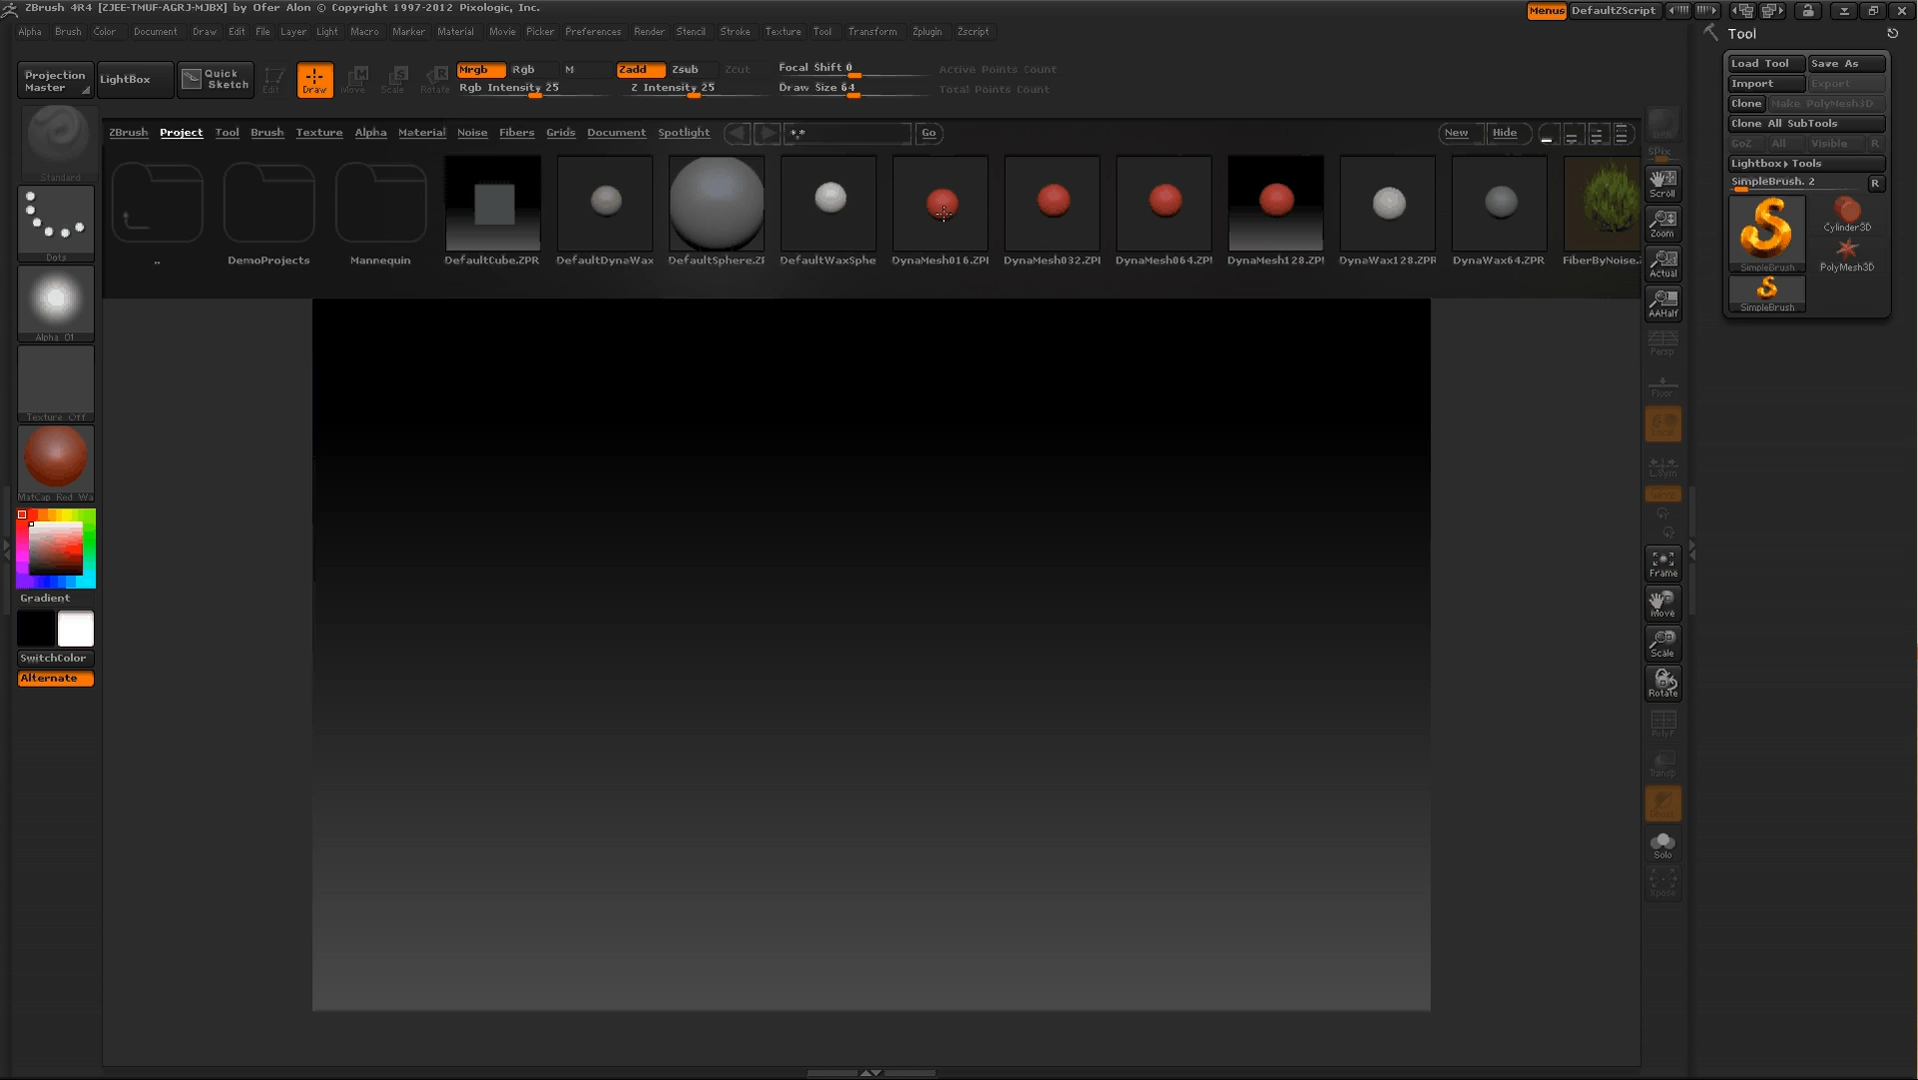 ZBrush 4R4 [ZJEE-TMUF-AGRJ-MJBX] by Ofer Alon © Copyright 1997-2012 Pixologic, Inc.
Menus DefaultZScript
Alpha Brush Color Document Draw Edit File Layer Light Macro Marker Material Movie Picker Preferences Render Stencil Stroke Texture Tool Transform Zplugin Zscript
Tool
Projection Master
LightBox
Quick Sketch
Edit
Draw
Move
Scale
Rotate
Mrgb Rgb M
Rgb Intensity 25
Zadd Zsub Zcut
Z Intensity 25
Focal Shift 0
Draw Size 64
Active Points Count
Total Points Count
Load Tool Save As
Import Export
Clone Make PolyMesh3D
Clone All SubTools
GoZ All Visible R
Lightbox▸Tools
SimpleBrush. 2 R
SimpleBrush
Cylinder3D
PolyMesh3D
SimpleBrush
ZBrush Project Tool Brush Texture Alpha Material Noise Fibers Grids Document Spotlight Go New Hide
..
DemoProjects
Mannequin
DefaultCube.ZPR
DefaultDynaWax
DefaultSphere.ZF
DefaultWaxSphe
DynaMesh016.ZPI
DynaMesh032.ZPI
DynaMesh064.ZPI
DynaMesh128.ZPI
DynaWax128.ZPR
DynaWax64.ZPR
FiberByNoise.
Standard
Dots
Alpha 01
Texture Off
MatCap Red Wa
Gradient
SwitchColor
Alternate
SPix
Scroll
Zoom
Actual
AAHalf
Persp
Floor
Local
L.Sym
Frame
Move
Scale
Rotate
PolyF
Transp
Ghost
Solo
Xpose